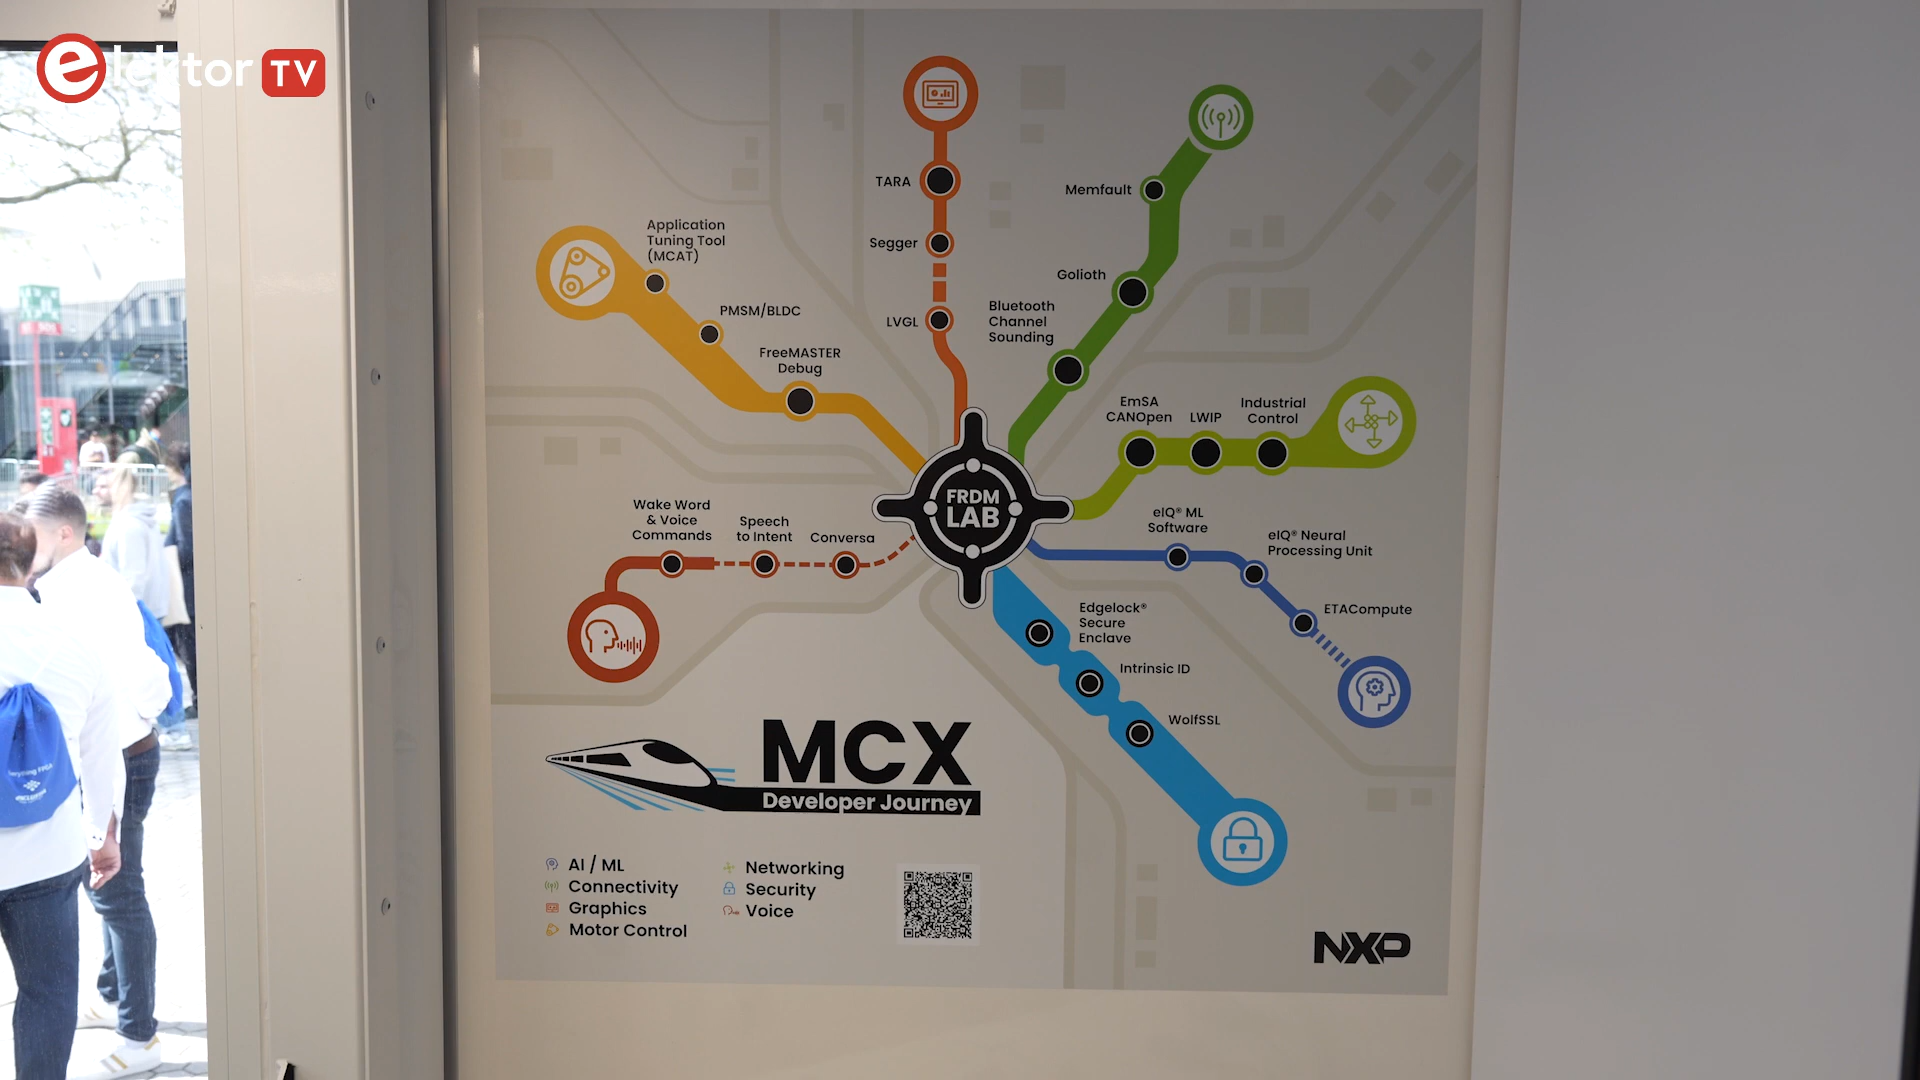 elektor TV
TARA
Segger
LVGL
Memfault
Golioth
Bluetooth
Channel
Sounding
Application
Tuning Tool
(MCAT)
PMSM/BLDC
FreeMASTER
Debug
EmSA
CANOpen
LWIP
Industrial
Control
FRDM
LAB
Wake Word
& Voice
Commands
Speech
to Intent
Conversa
eIQ® ML
Software
eIQ® Neural
Processing Unit
ETACompute
Edgelock®
Secure
Enclave
Intrinsic ID
WolfSSL
MCX
Developer Journey
AI / ML
Connectivity
Graphics
Motor Control
Networking
Security
Voice
NXP